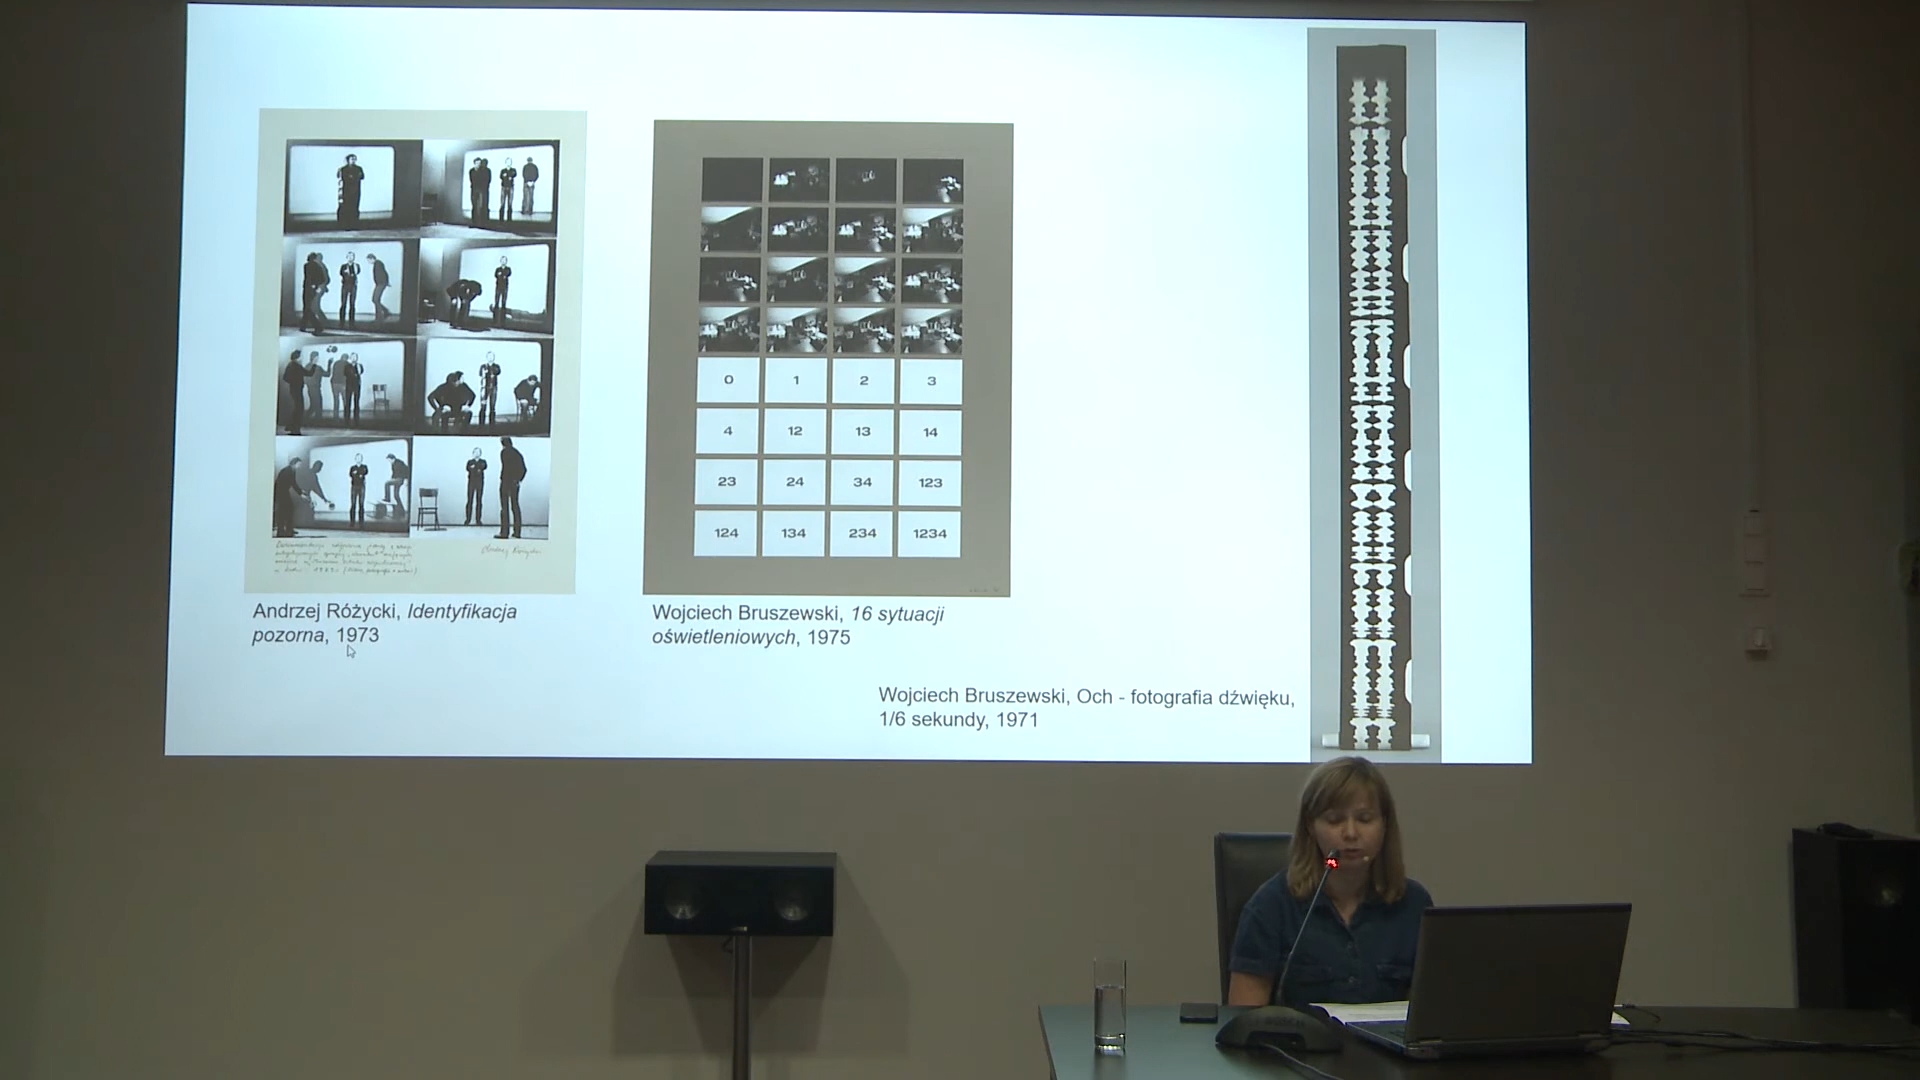 0 1 2 3
4 12 13 14
23 24 34 123
124 134 234 1234
Andrzej Różycki, Identyfikacja
pozorna, 1973
Wojciech Bruszewski, 16 sytuacji
oświetleniowych, 1975
Wojciech Bruszewski, Och - fotografia dźwięku,
1/6 sekundy, 1971